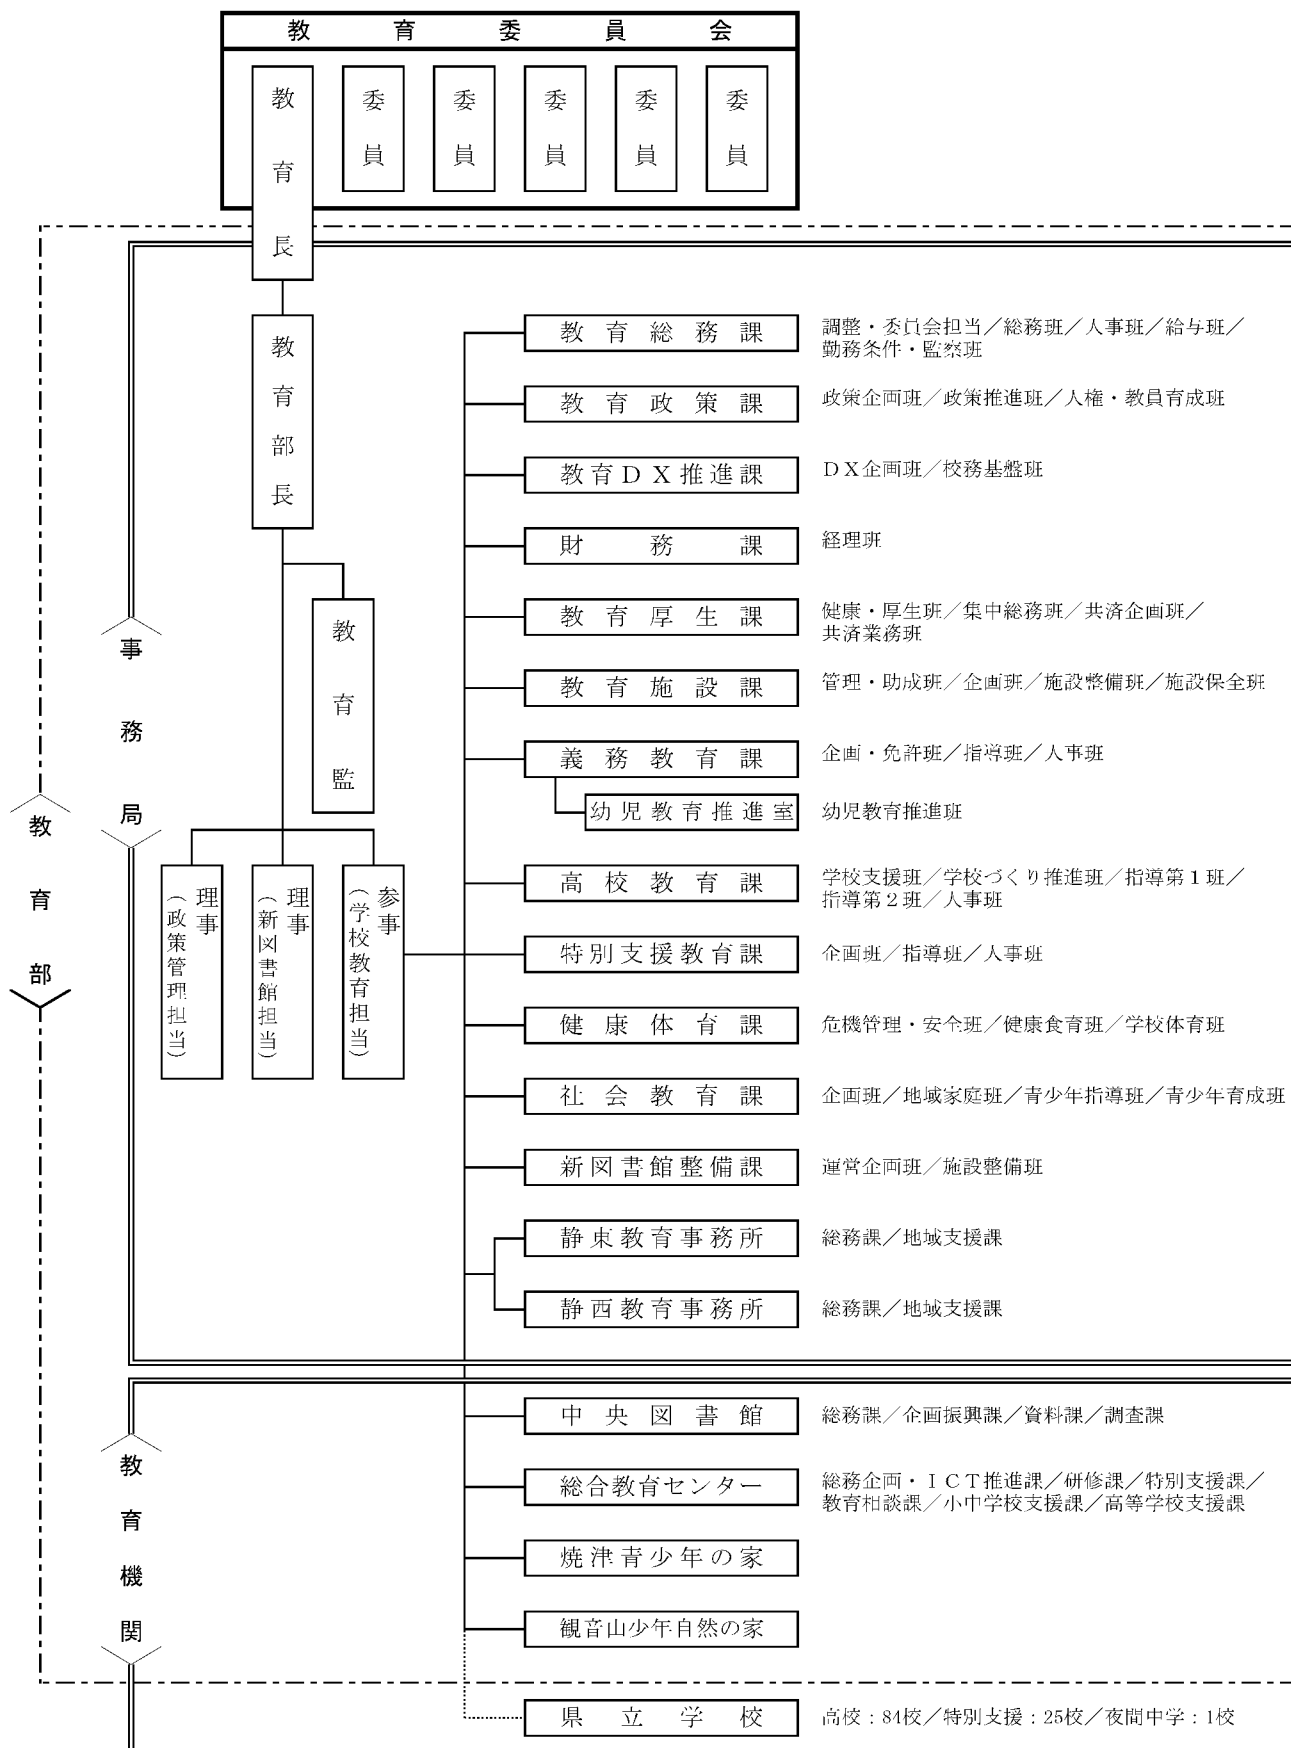 教育委員会
教育長
委員
委員
委員
委員
委員
教育部長
教育監
理事
（政策管理担当）
理事
（新図書館担当）
参事
（学校教育担当）
教育部
事務局
教育総務課
調整・委員会担当／総務班／人事班／給与班／
勤務条件・監察班
教育政策課
政策企画班／政策推進班／人権・教員育成班
教育ＤＸ推進課
ＤＸ企画班／校務基盤班
財務課
経理班
教育厚生課
健康・厚生班／集中総務班／共済企画班／
共済業務班
教育施設課
管理・助成班／企画班／施設整備班／施設保全班
義務教育課
企画・免許班／指導班／人事班
幼児教育推進室
幼児教育推進班
高校教育課
学校支援班／学校づくり推進班／指導第１班／
指導第２班／人事班
特別支援教育課
企画班／指導班／人事班
健康体育課
危機管理・安全班／健康食育班／学校体育班
社会教育課
企画班／地域家庭班／青少年指導班／青少年育成班
新図書館整備課
運営企画班／施設整備班
静東教育事務所
総務課／地域支援課
静西教育事務所
総務課／地域支援課
教育機関
中央図書館
総務課／企画振興課／資料課／調査課
総合教育センター
総務企画・ＩＣＴ推進課／研修課／特別支援課／
教育相談課／小中学校支援課／高等学校支援課
焼津青少年の家
観音山少年自然の家
県立学校
高校：84校／特別支援：25校／夜間中学：1校